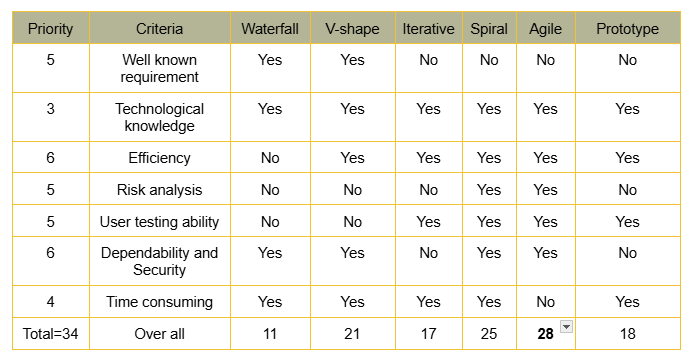 Priority Criteria Waterfall V-shape Iterative Spiral Agile Prototype
5 Well known requirement Yes Yes No No No No
3 Technological knowledge Yes Yes Yes Yes Yes Yes
6 Efficiency No Yes Yes Yes Yes Yes
5 Risk analysis No No No Yes Yes No
5 User testing ability No No Yes Yes Yes Yes
6 Dependability and Security Yes Yes No Yes Yes No
4 Time consuming Yes Yes Yes Yes No Yes
Total=34 Over all 11 21 17 25 28 18